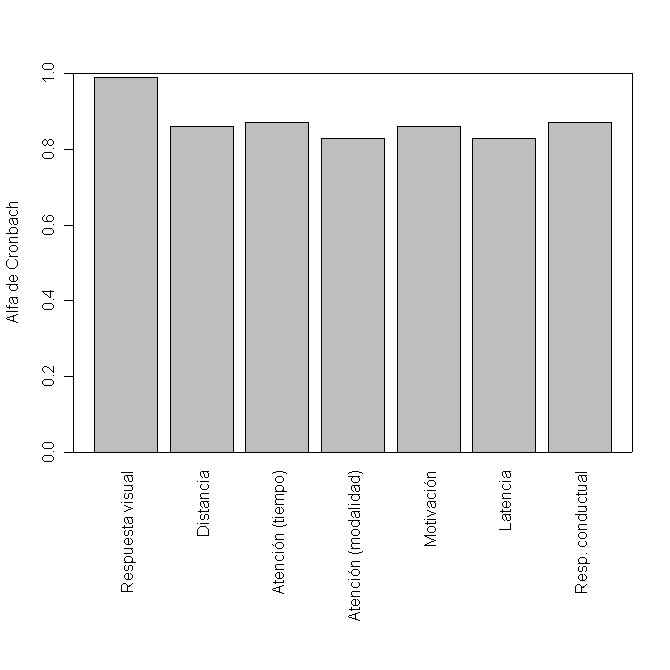 Alfa de Cronbach
1.0
0.8
0.6
0.4
0.2
0.0
Respuesta visual
Distancia
Atención (tiempo)
Atención (modalidad)
Motivación
Latencia
Resp. conductual